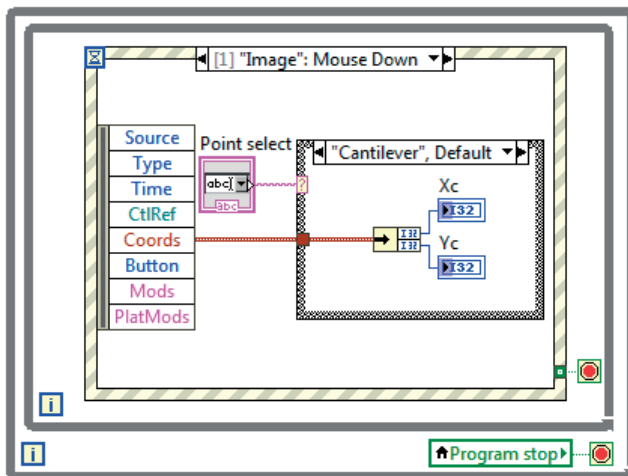 [1] "Image": Mouse Down
Source
Type
Time
CtlRef
Coords
Button
Mods
PlatMods
Point select
abc
abc
"Cantilever", Default
?
Xc
I32
Yc
I32
I32
I32
i
i
Program stop